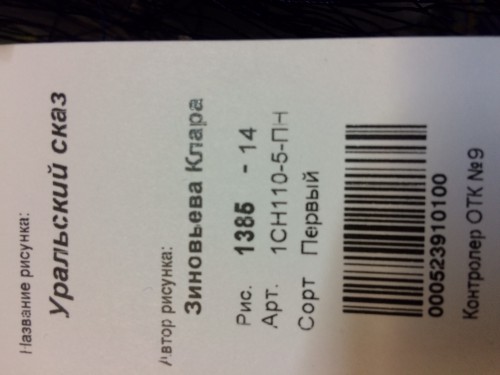 Название рисунка:
Уральский сказ
Автор рисунка:
Зиновьева Клара
Рис. 1386 - 14
Арт. 1СН110-5-ПН
Сорт Первый
000523910100
Контролер ОТК №9